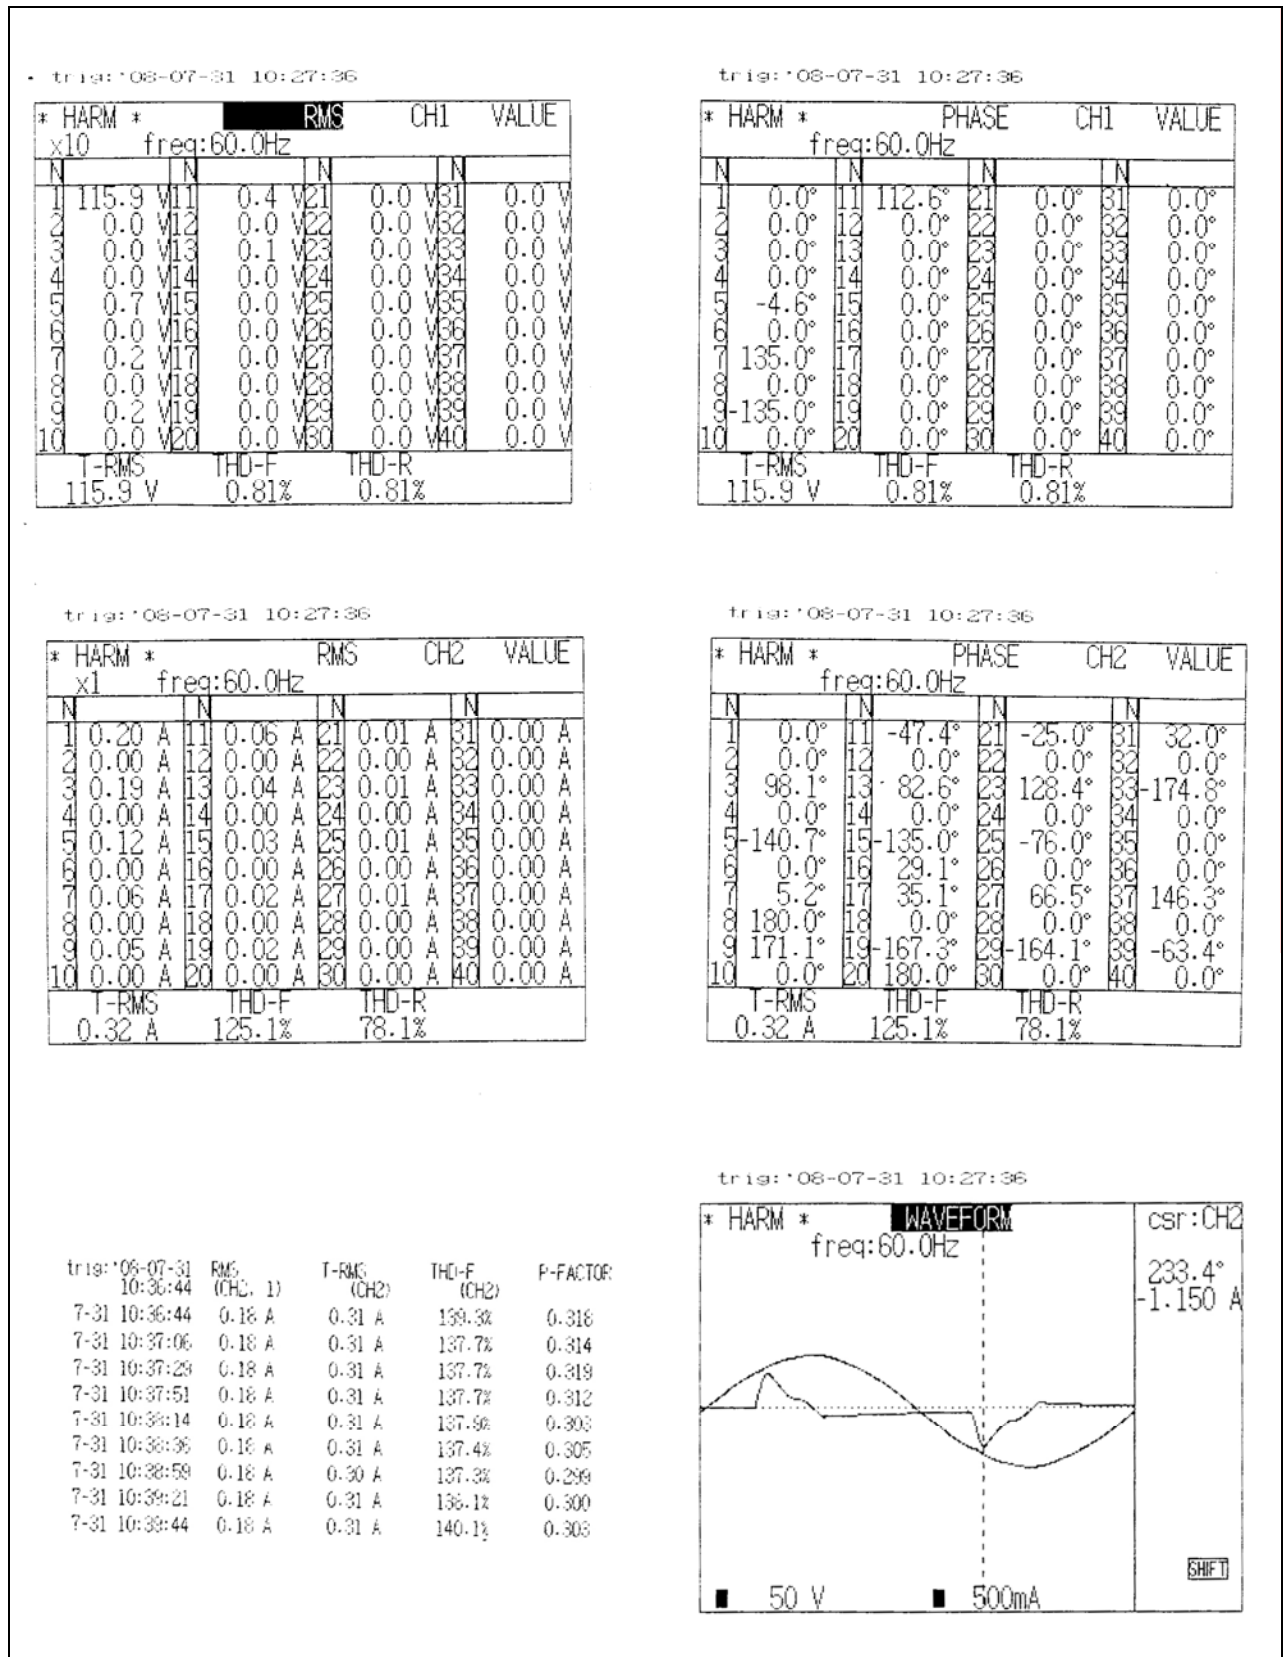 trig:'08-07-31 10:27:36
* HARM * RMS CH1 VALUE
x10 freq:60.0Hz
N N N N
1 115.9 V 11 0.4 V 21 0.0 V 31 0.0 V
2 0.0 V 12 0.0 V 22 0.0 V 32 0.0 V
3 0.0 V 13 0.1 V 23 0.0 V 33 0.0 V
4 0.0 V 14 0.0 V 24 0.0 V 34 0.0 V
5 0.7 V 15 0.0 V 25 0.0 V 35 0.0 V
6 0.0 V 16 0.0 V 26 0.0 V 36 0.0 V
7 0.2 V 17 0.0 V 27 0.0 V 37 0.0 V
8 0.0 V 18 0.0 V 28 0.0 V 38 0.0 V
9 0.2 V 19 0.0 V 29 0.0 V 39 0.0 V
10 0.0 V 20 0.0 V 30 0.0 V 40 0.0 V
T-RMS THD-F THD-R
115.9 V 0.81% 0.81%
trig:'08-07-31 10:27:36
* HARM * PHASE CH1 VALUE
freq:60.0Hz
N N N N
1 0.0° 11 112.6° 21 0.0° 31 0.0°
2 0.0° 12 0.0° 22 0.0° 32 0.0°
3 0.0° 13 0.0° 23 0.0° 33 0.0°
4 0.0° 14 0.0° 24 0.0° 34 0.0°
5 -4.6° 15 0.0° 25 0.0° 35 0.0°
6 0.0° 16 0.0° 26 0.0° 36 0.0°
7 135.0° 17 0.0° 27 0.0° 37 0.0°
8 0.0° 18 0.0° 28 0.0° 38 0.0°
9 -135.0° 19 0.0° 29 0.0° 39 0.0°
10 0.0° 20 0.0° 30 0.0° 40 0.0°
T-RMS THD-F THD-R
115.9 V 0.81% 0.81%
trig:'08-07-31 10:27:36
* HARM * RMS CH2 VALUE
x1 freq:60.0Hz
N N N N
1 0.20 A 11 0.06 A 21 0.01 A 31 0.00 A
2 0.00 A 12 0.00 A 22 0.00 A 32 0.00 A
3 0.19 A 13 0.04 A 23 0.01 A 33 0.00 A
4 0.00 A 14 0.00 A 24 0.00 A 34 0.00 A
5 0.12 A 15 0.03 A 25 0.01 A 35 0.00 A
6 0.00 A 16 0.00 A 26 0.00 A 36 0.00 A
7 0.06 A 17 0.02 A 27 0.01 A 37 0.00 A
8 0.00 A 18 0.00 A 28 0.00 A 38 0.00 A
9 0.05 A 19 0.02 A 29 0.00 A 39 0.00 A
10 0.00 A 20 0.00 A 30 0.00 A 40 0.00 A
T-RMS THD-F THD-R
0.32 A 125.1% 78.1%
trig:'08-07-31 10:27:36
* HARM * PHASE CH2 VALUE
freq:60.0Hz
N N N N
1 0.0° 11 -47.4° 21 -25.0° 31 32.0°
2 0.0° 12 0.0° 22 0.0° 32 0.0°
3 98.1° 13 82.6° 23 128.4° 33 -174.8°
4 0.0° 14 0.0° 24 0.0° 34 0.0°
5 -140.7° 15 -135.0° 25 -76.0° 35 0.0°
6 0.0° 16 29.1° 26 0.0° 36 0.0°
7 5.2° 17 35.1° 27 66.5° 37 146.3°
8 180.0° 18 0.0° 28 0.0° 38 0.0°
9 171.1° 19 -167.3° 29 -164.1° 39 -63.4°
10 0.0° 20 180.0° 30 0.0° 40 0.0°
T-RMS THD-F THD-R
0.32 A 125.1% 78.1%
trig:'08-07-31 RMS T-RMS THD-F P-FACTOR
10:36:44 (CH2, 1) (CH2) (CH2)
7-31 10:36:44 0.18 A 0.31 A 139.3% 0.318
7-31 10:37:06 0.18 A 0.31 A 137.7% 0.314
7-31 10:37:29 0.18 A 0.31 A 137.7% 0.319
7-31 10:37:51 0.18 A 0.31 A 137.7% 0.312
7-31 10:38:14 0.18 A 0.31 A 137.9% 0.303
7-31 10:38:36 0.18 A 0.31 A 137.4% 0.305
7-31 10:38:59 0.18 A 0.30 A 137.3% 0.299
7-31 10:39:21 0.18 A 0.31 A 0.300
7-31 10:39:44 0.18 A 0.31 A 140.1% 0.303
trig:'08-07-31 10:27:36
* HARM * WAVEFORM csr:CH2
freq:60.0Hz
233.4°
-1.150 A
SHIFT
50 V 500mA